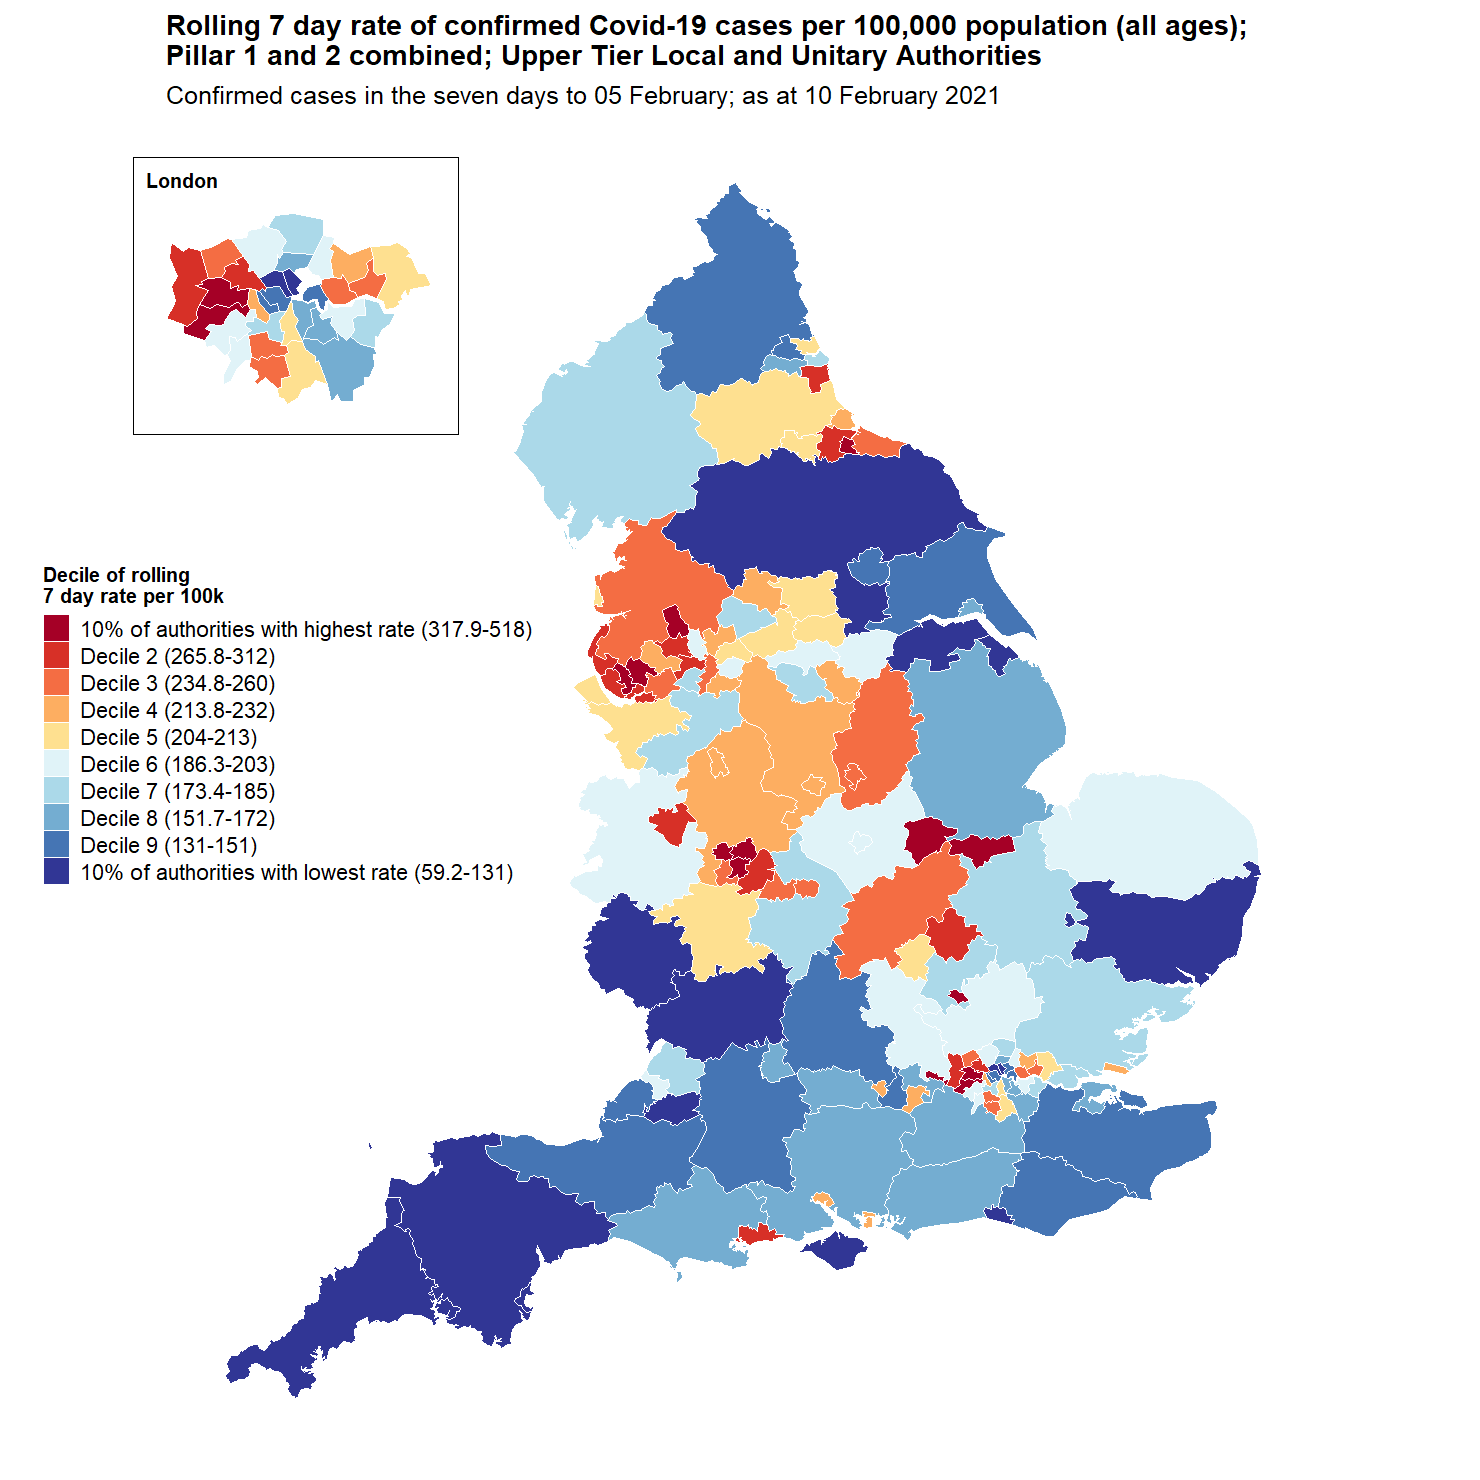 Rolling 7 day rate of confirmed Covid-19 cases per 100,000 population (all ages);
Pillar 1 and 2 combined; Upper Tier Local and Unitary Authorities
Confirmed cases in the seven days to 05 February; as at 10 February 2021
London
Decile of rolling
7 day rate per 100k
10% of authorities with highest rate (317.9-518)
Decile 2 (265.8-312)
Decile 3 (234.8-260)
Decile 4 (213.8-232)
Decile 5 (204-213)
Decile 6 (186.3-203)
Decile 7 (173.4-185)
Decile 8 (151.7-172)
Decile 9 (131-151)
10% of authorities with lowest rate (59.2-131)